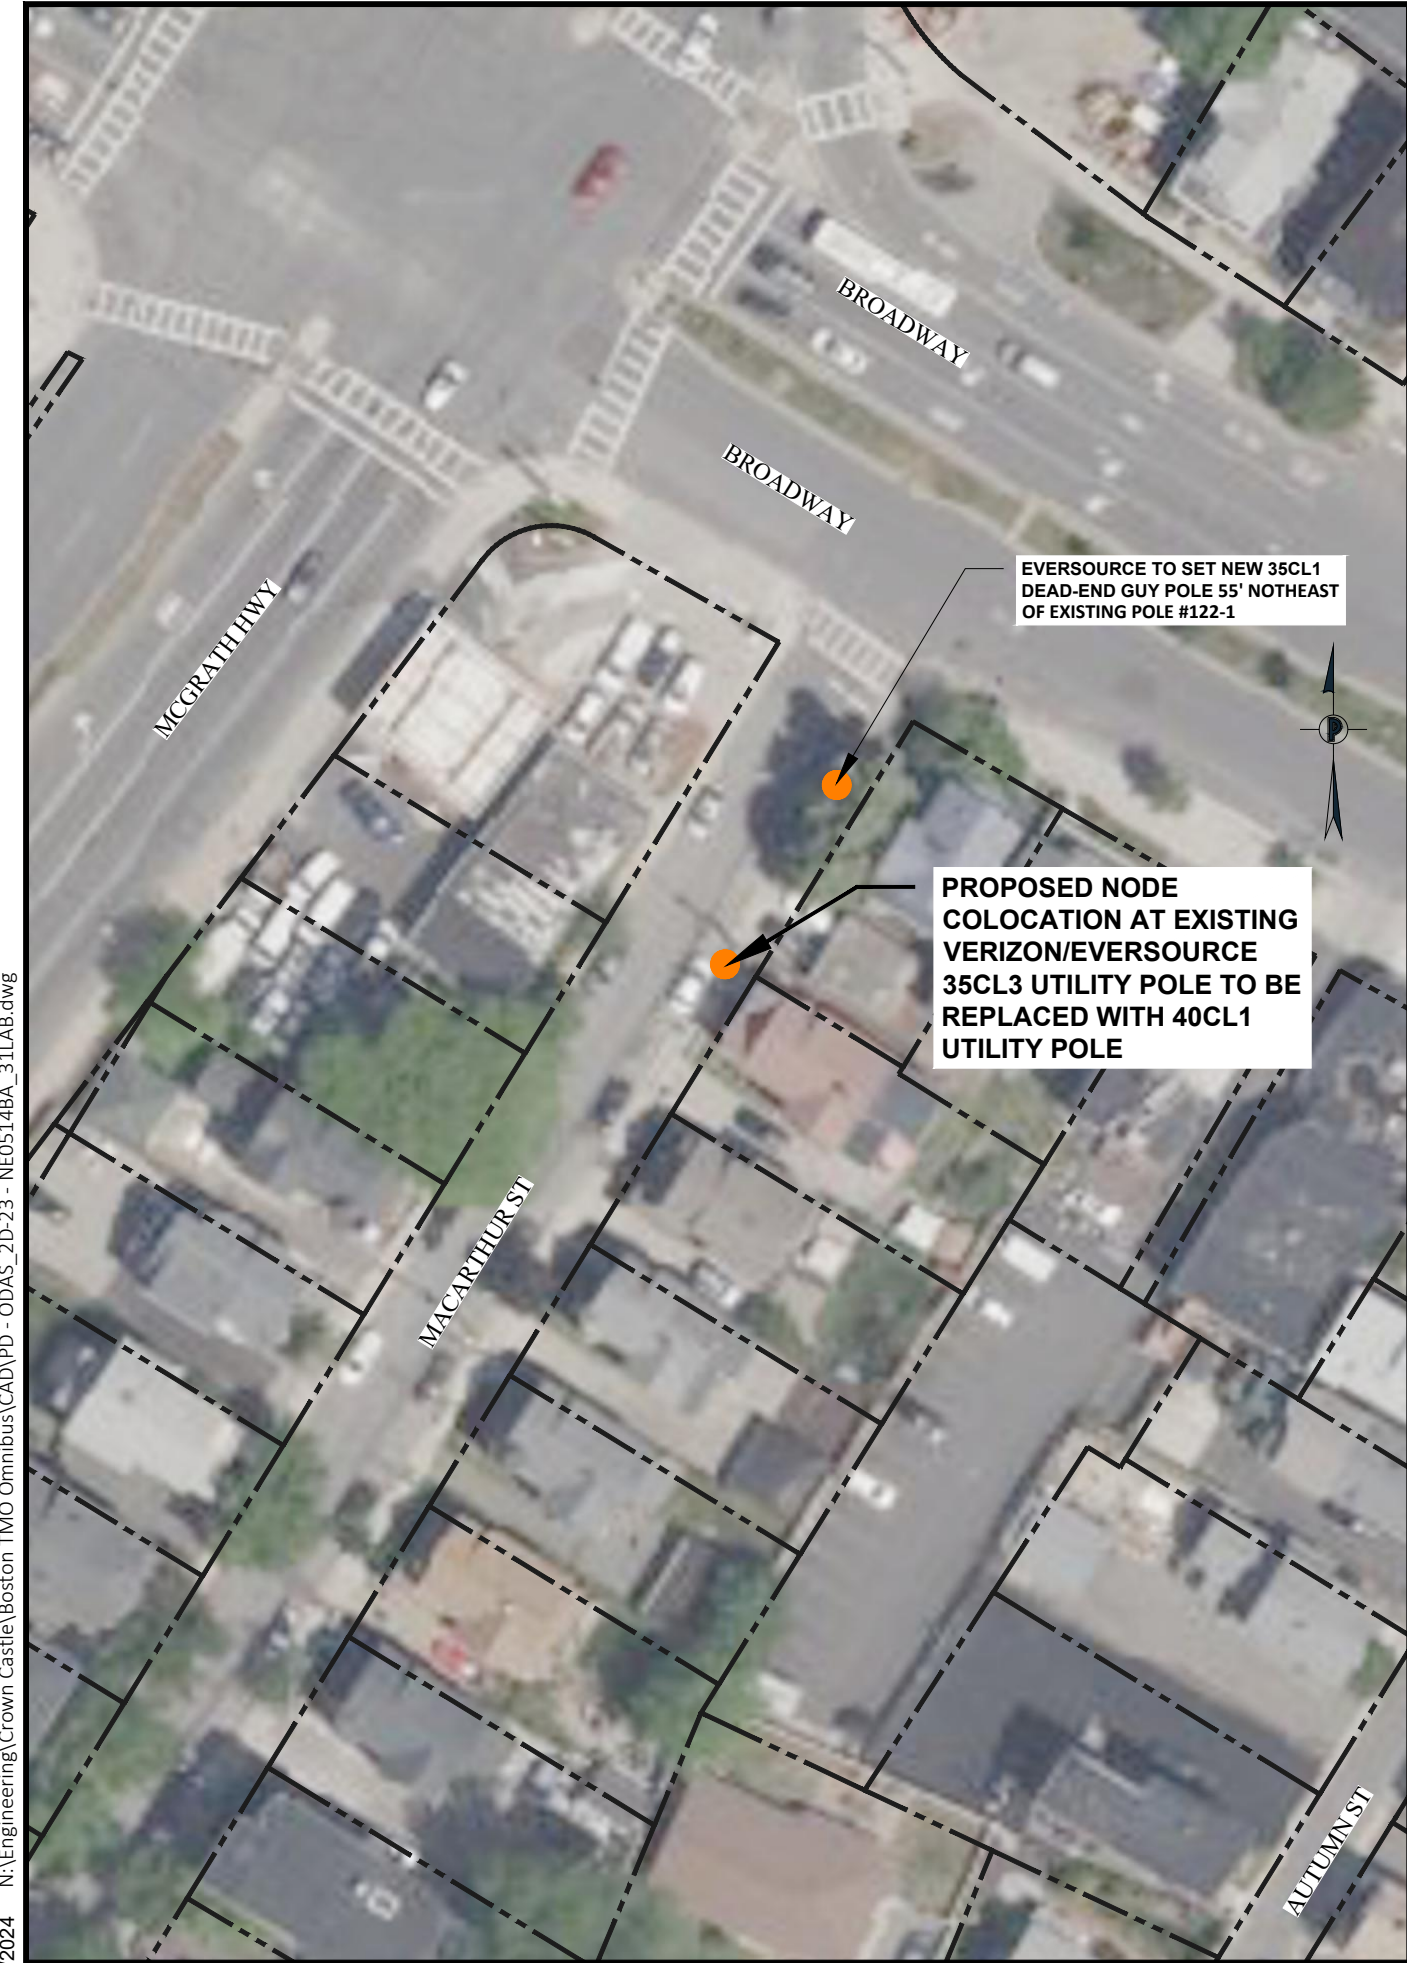 BROADWAY
BROADWAY
EVERSOURCE TO SET NEW 35CL1
DEAD-END GUY POLE 55' NOTHEAST
OF EXISTING POLE #122-1
MCGRATH HWY
P
PROPOSED NODE
COLOCATION AT EXISTING
VERIZON/EVERSOURCE
35CL3 UTILITY POLE TO BE
REPLACED WITH 40CL1
UTILITY POLE
MACARTHUR ST
AUTUMN ST
/2024 N:\Engineering\Crown Castle\Boston TMO Omnibus\CAD\PD - ODAS_2D-23 - NE0514BA_31LAB.dwg